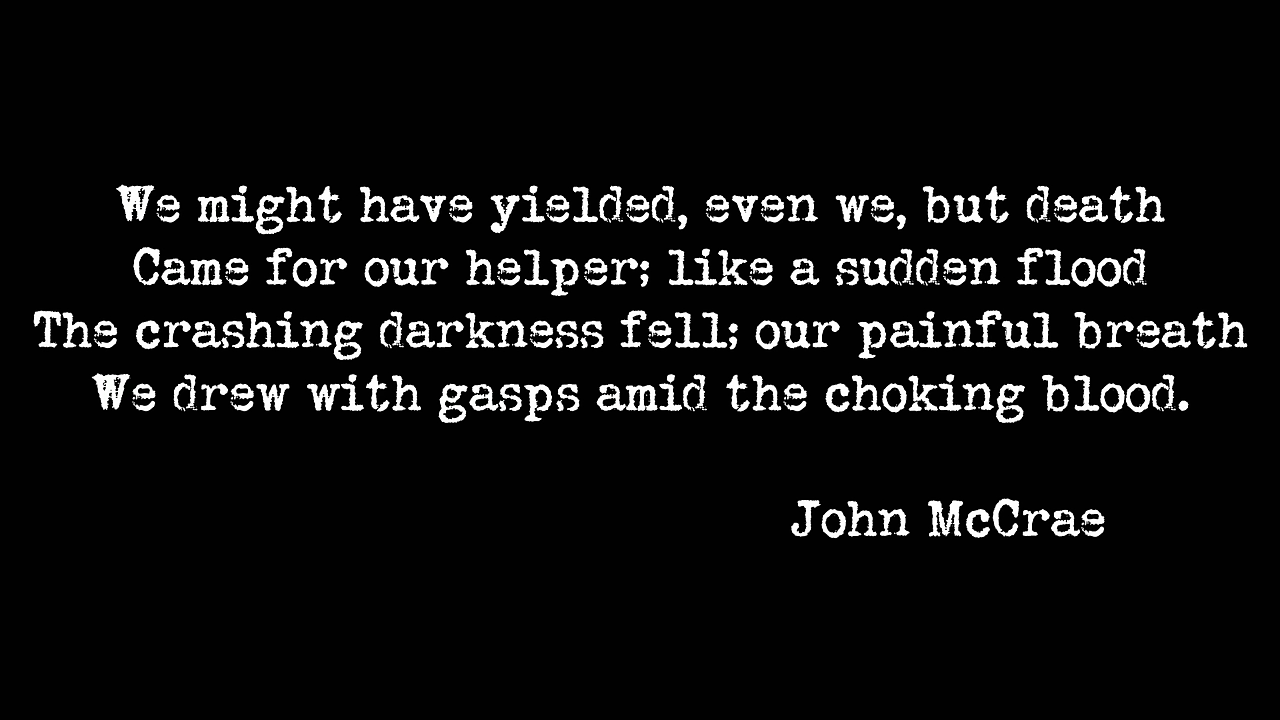 We might have yielded, even we, but death
Came for our helper; like a sudden flood
The crashing darkness fell; our painful breath
We drew with gasps amid the choking blood.
John McCrae